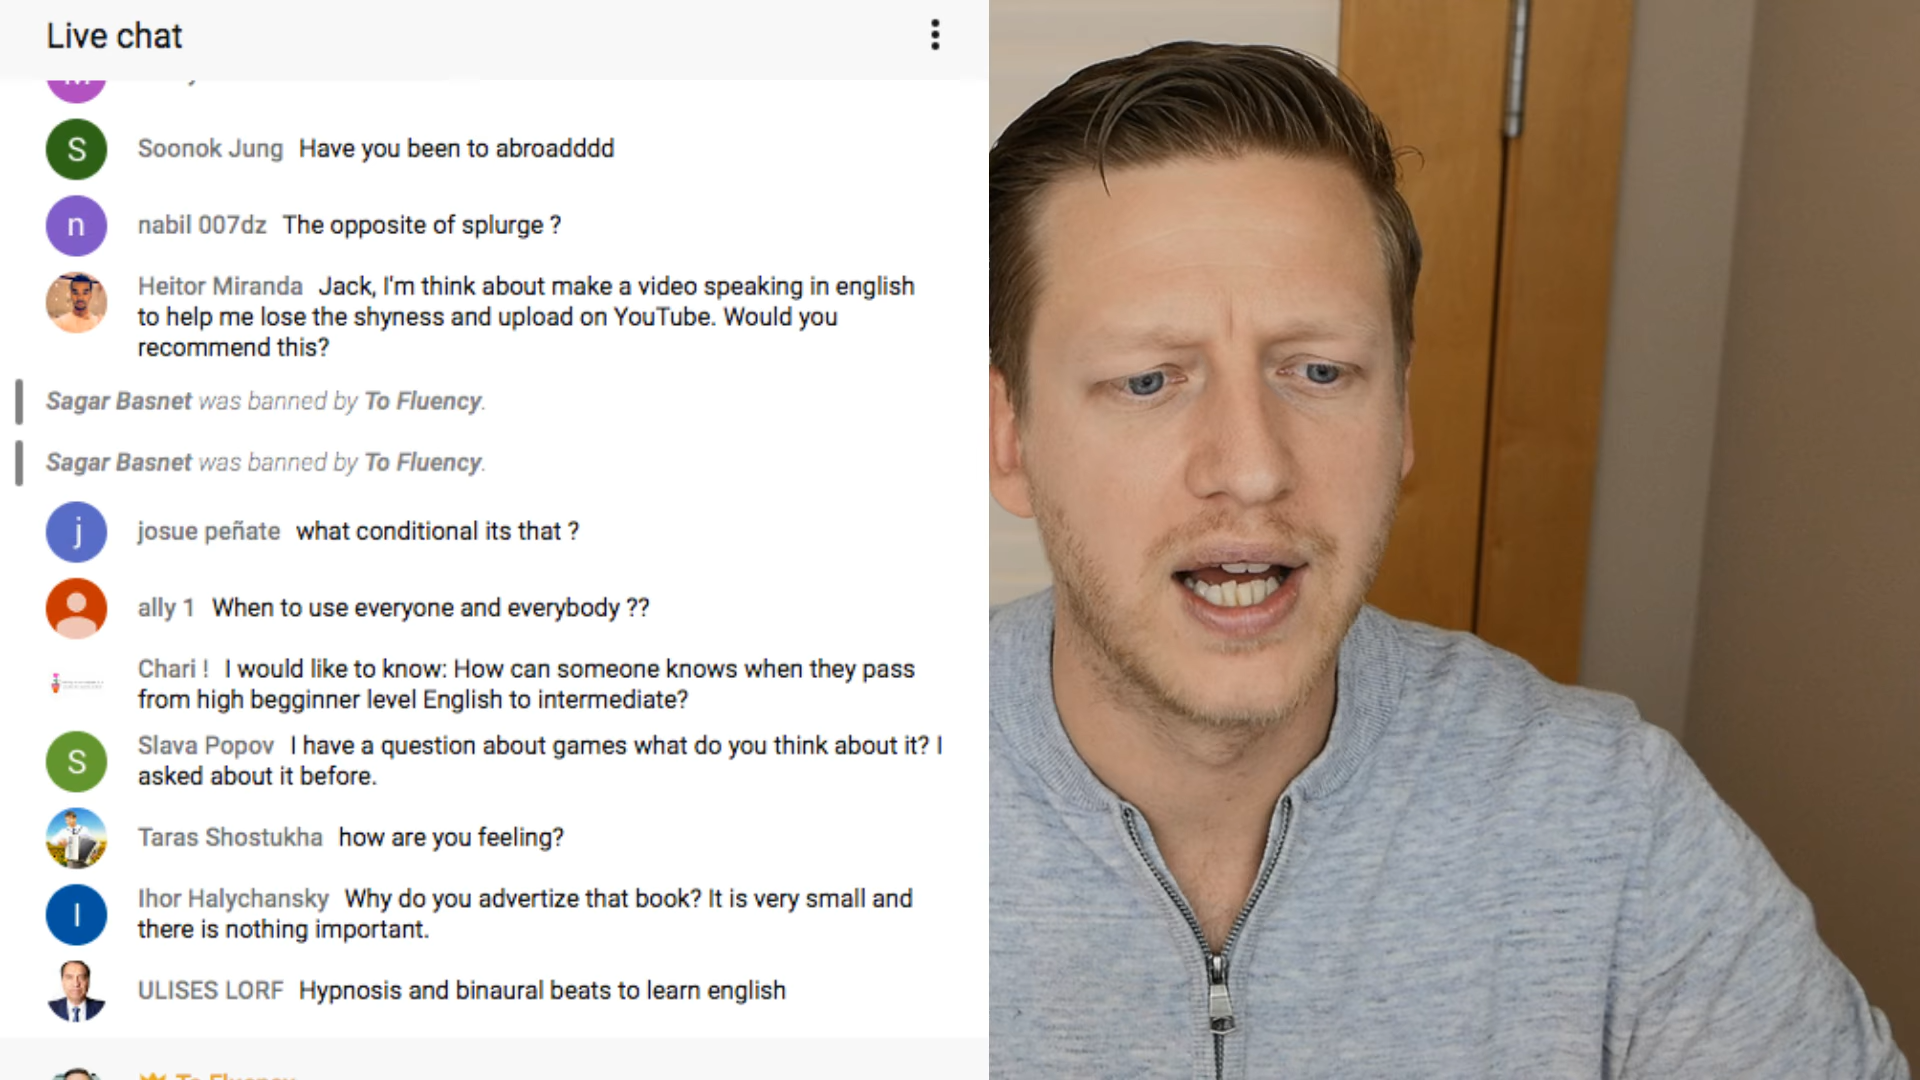 Live chat
Soonok Jung Have you been to abroadddd
nabil 007dz The opposite of splurge ?
Heitor Miranda Jack, I'm think about make a video speaking in english
to help me lose the shyness and upload on YouTube. Would you
recommend this?
Sagar Basnet was banned by To Fluency.
Sagar Basnet was banned by To Fluency.
josue peñate what conditional its that ?
ally 1 When to use everyone and everybody ??
Chari ! I would like to know: How can someone knows when they pass
from high begginner level English to intermediate?
Slava Popov I have a question about games what do you think about it? I
asked about it before.
Taras Shostukha how are you feeling?
Ihor Halychansky Why do you advertize that book? It is very small and
there is nothing important.
ULISES LORF Hypnosis and binaural beats to learn english
To Fluency